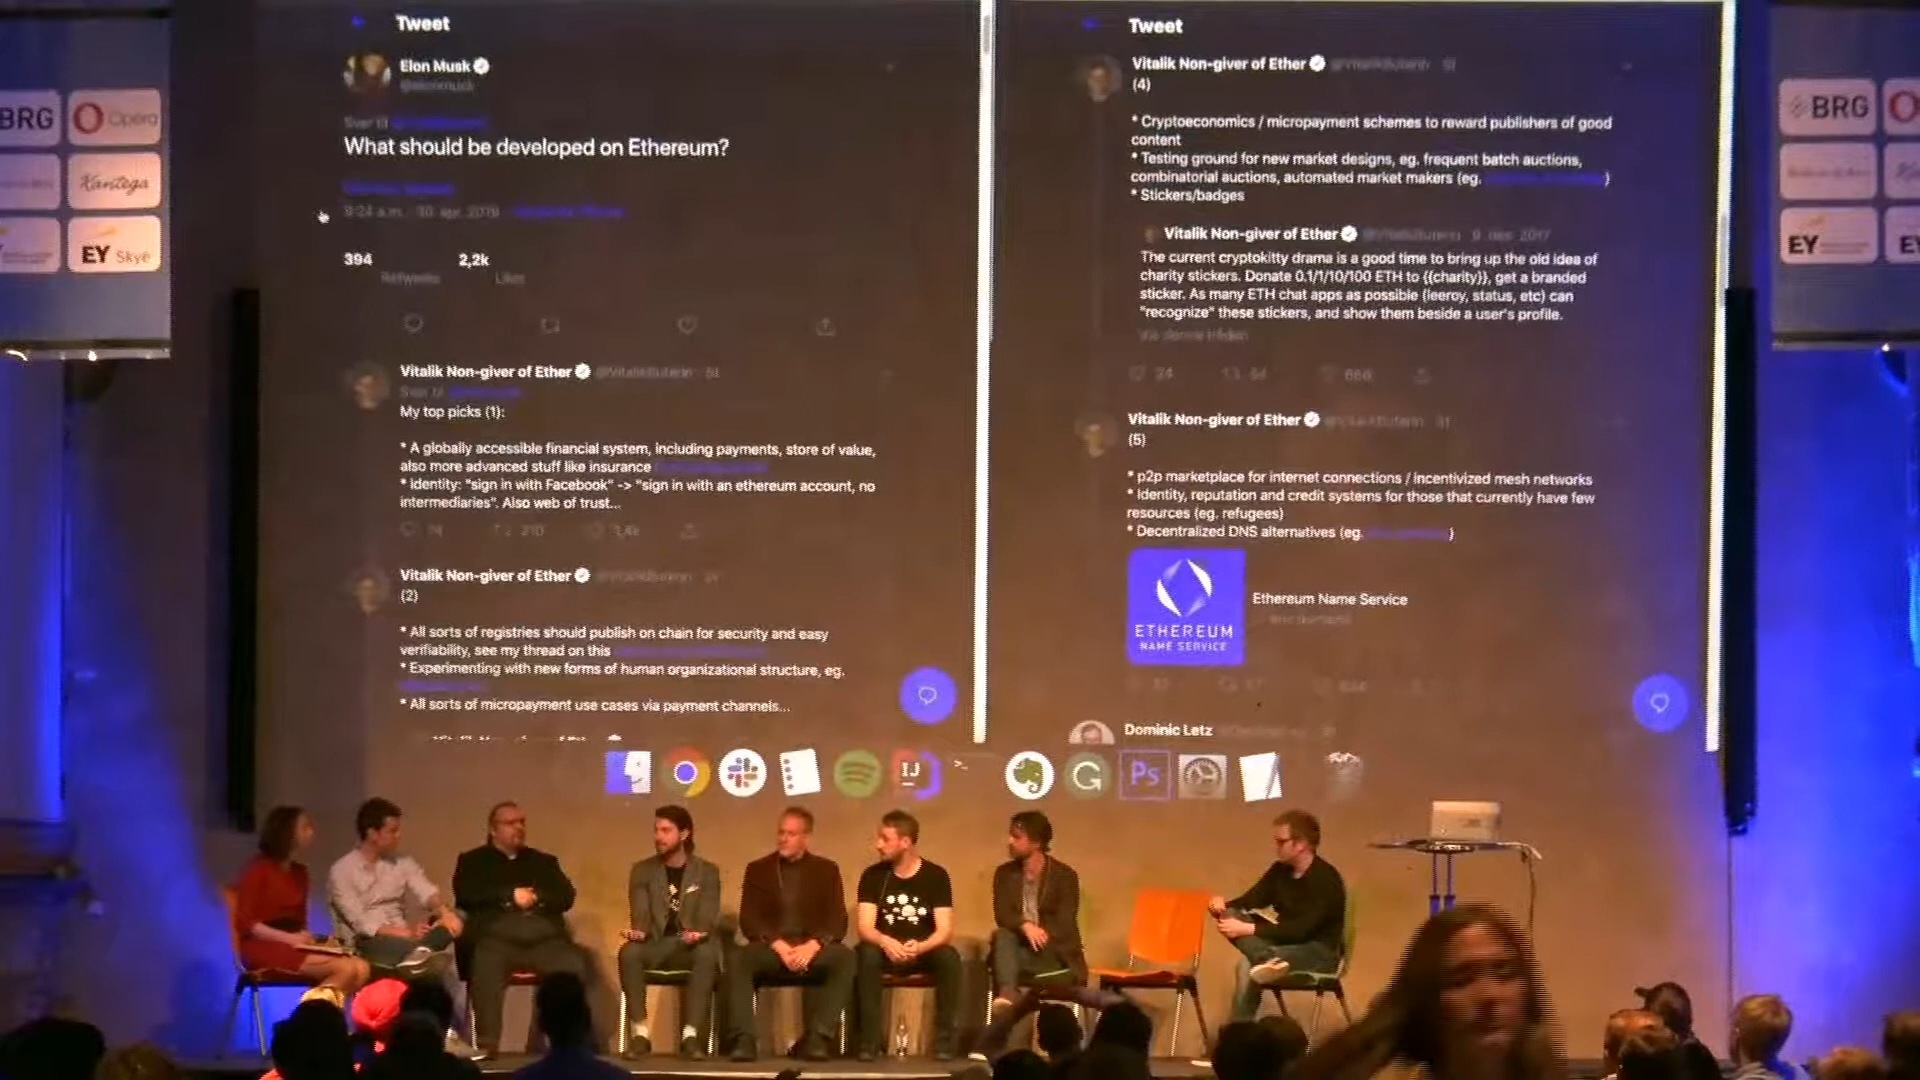 BRG
Opera
Kantega
EY
Skye
Tweet
Elon Musk
@elonmusk
What should be developed on Ethereum?
394
Retweets
2,2k
Likes
Vitalik Non-giver of Ether
My top picks (1):
* A globally accessible financial system, including payments, store of value,
also more advanced stuff like insurance
* Identity: "sign in with Facebook" -> "sign in with an ethereum account, no
intermediaries". Also web of trust...
Vitalik Non-giver of Ether
(2)
* All sorts of registries should publish on chain for security and easy
verifiability, see my thread on this
* Experimenting with new forms of human organizational structure, eg.
* All sorts of micropayment use cases via payment channels...
Tweet
Vitalik Non-giver of Ether
(4)
* Cryptoeconomics / micropayment schemes to reward publishers of good
content
* Testing ground for new market designs, eg. frequent batch auctions,
combinatorial auctions, automated market makers (eg. )
* Stickers/badges
Vitalik Non-giver of Ether
The current cryptokitty drama is a good time to bring up the old idea of
charity stickers. Donate 0.1/1/10/100 ETH to {{charity}}, get a branded
sticker. As many ETH chat apps as possible (leeroy, status, etc) can
"recognize" these stickers, and show them beside a user's profile.
Vitalik Non-giver of Ether
(5)
* p2p marketplace for internet connections / incentivized mesh networks
* Identity, reputation and credit systems for those that currently have few
resources (eg. refugees)
* Decentralized DNS alternatives (eg. )
ETHEREUM
NAME SERVICE
Ethereum Name Service
Dominic Letz
IJ
Ps
BRG
EY